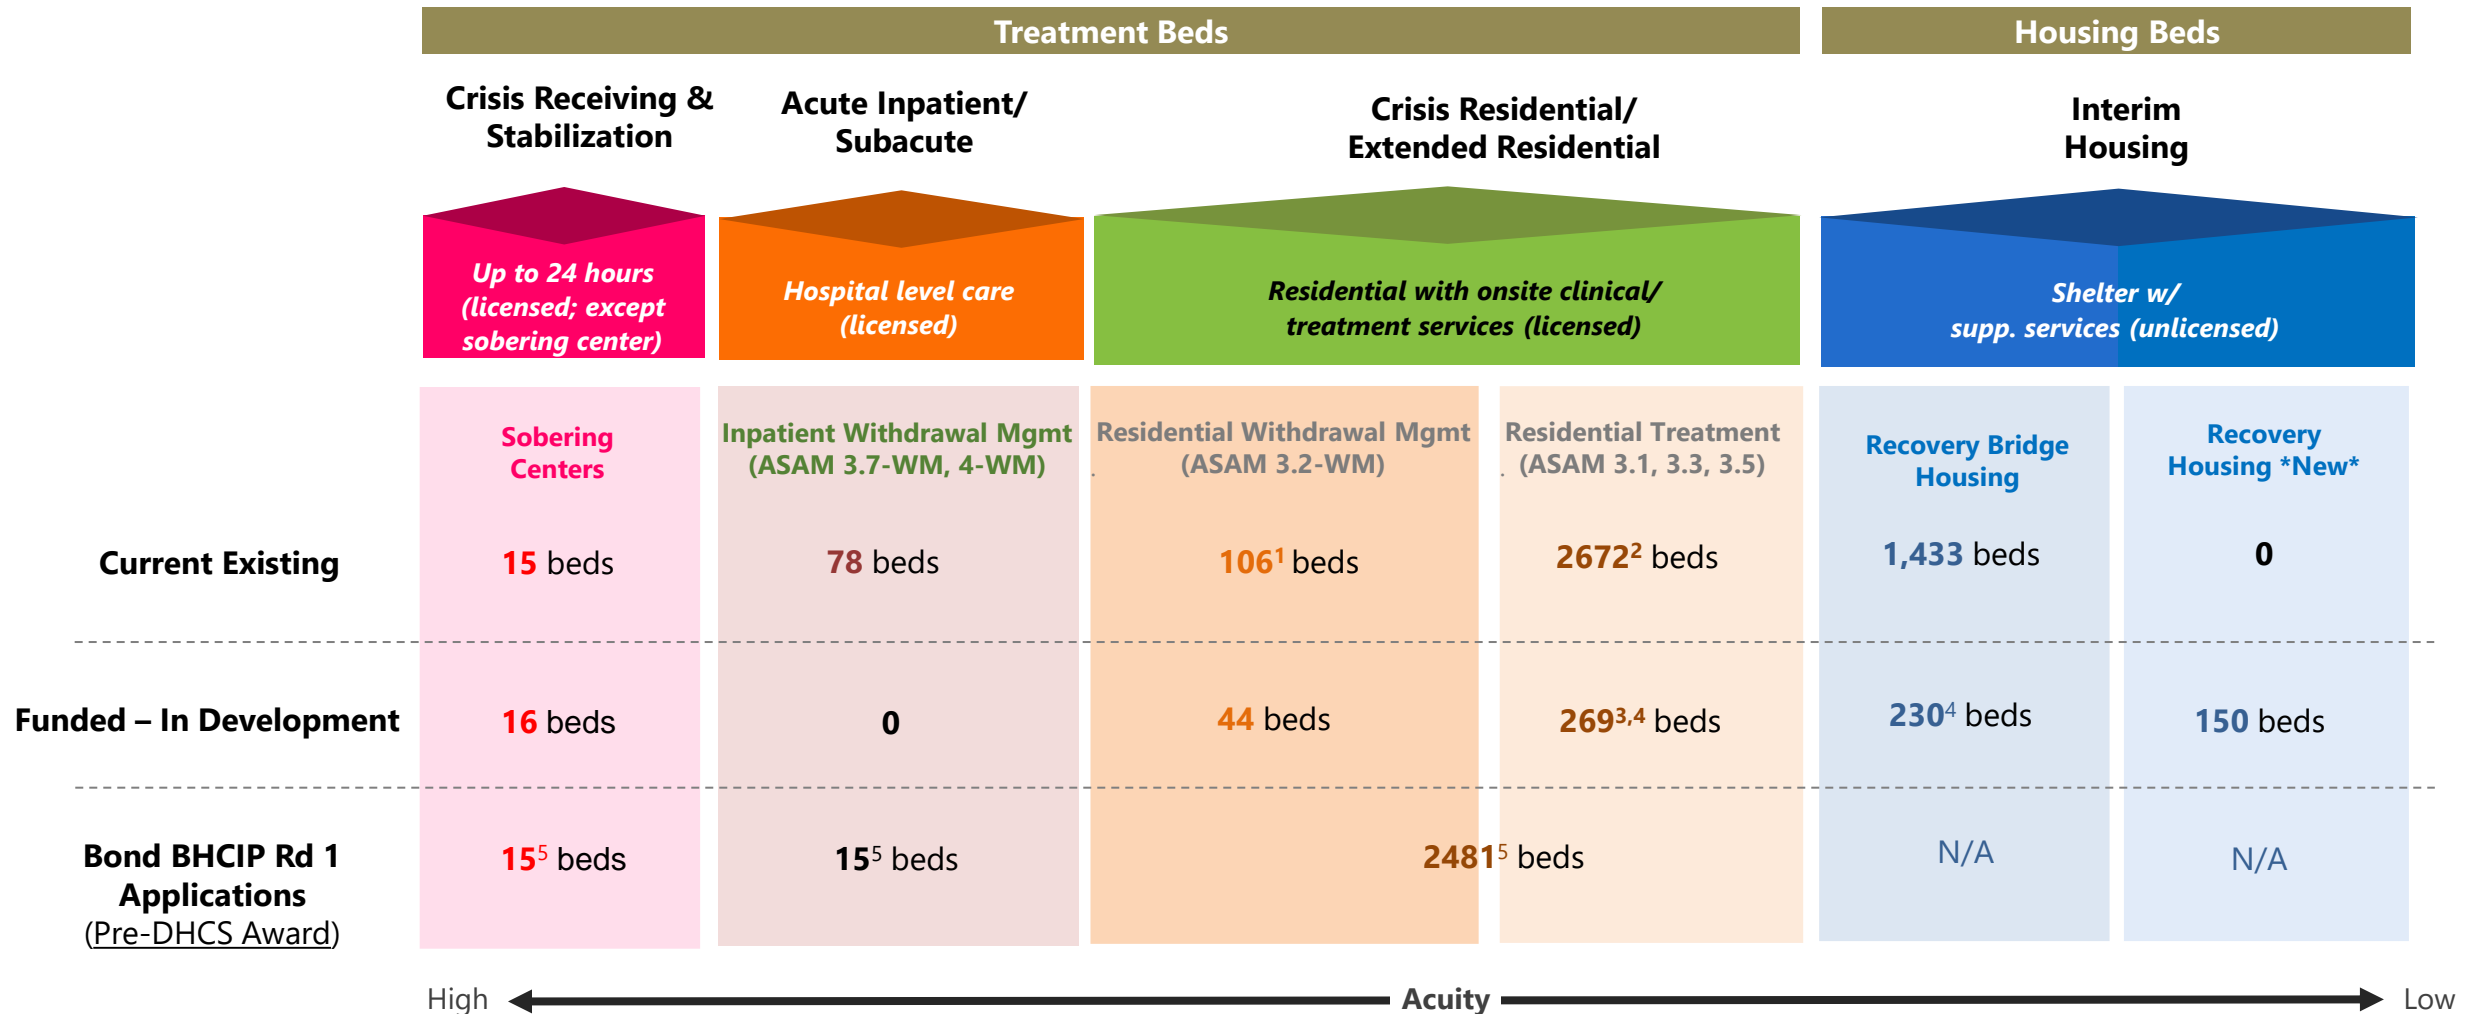 Treatment Beds
Housing Beds
Crisis Receiving &
Stabilization
Acute Inpatient/
Subacute
Crisis Residential/
Extended Residential
Interim
Housing
Up to 24 hours
(licensed; except
sobering center)
Hospital level care
(licensed)
Residential with onsite clinical/
treatment services (licensed)
Shelter w/
supp. services (unlicensed)
Sobering
Centers
Inpatient Withdrawal Mgmt
(ASAM 3.7-WM, 4-WM)
Residential Withdrawal Mgmt
. (ASAM 3.2-WM)
Residential Treatment
. (ASAM 3.1, 3.3, 3.5)
Recovery Bridge
Housing
Recovery
Housing *New*
Current Existing
15 beds
78 beds
106¹ beds
2672² beds
1,433 beds
0
Funded – In Development
16 beds
0
44 beds
269³,⁴ beds
230⁴ beds
150 beds
Bond BHCIP Rd 1
Applications
(Pre-DHCS Award)
15⁵ beds
15⁵ beds
2481⁵ beds
N/A
N/A
High
Acuity
Low